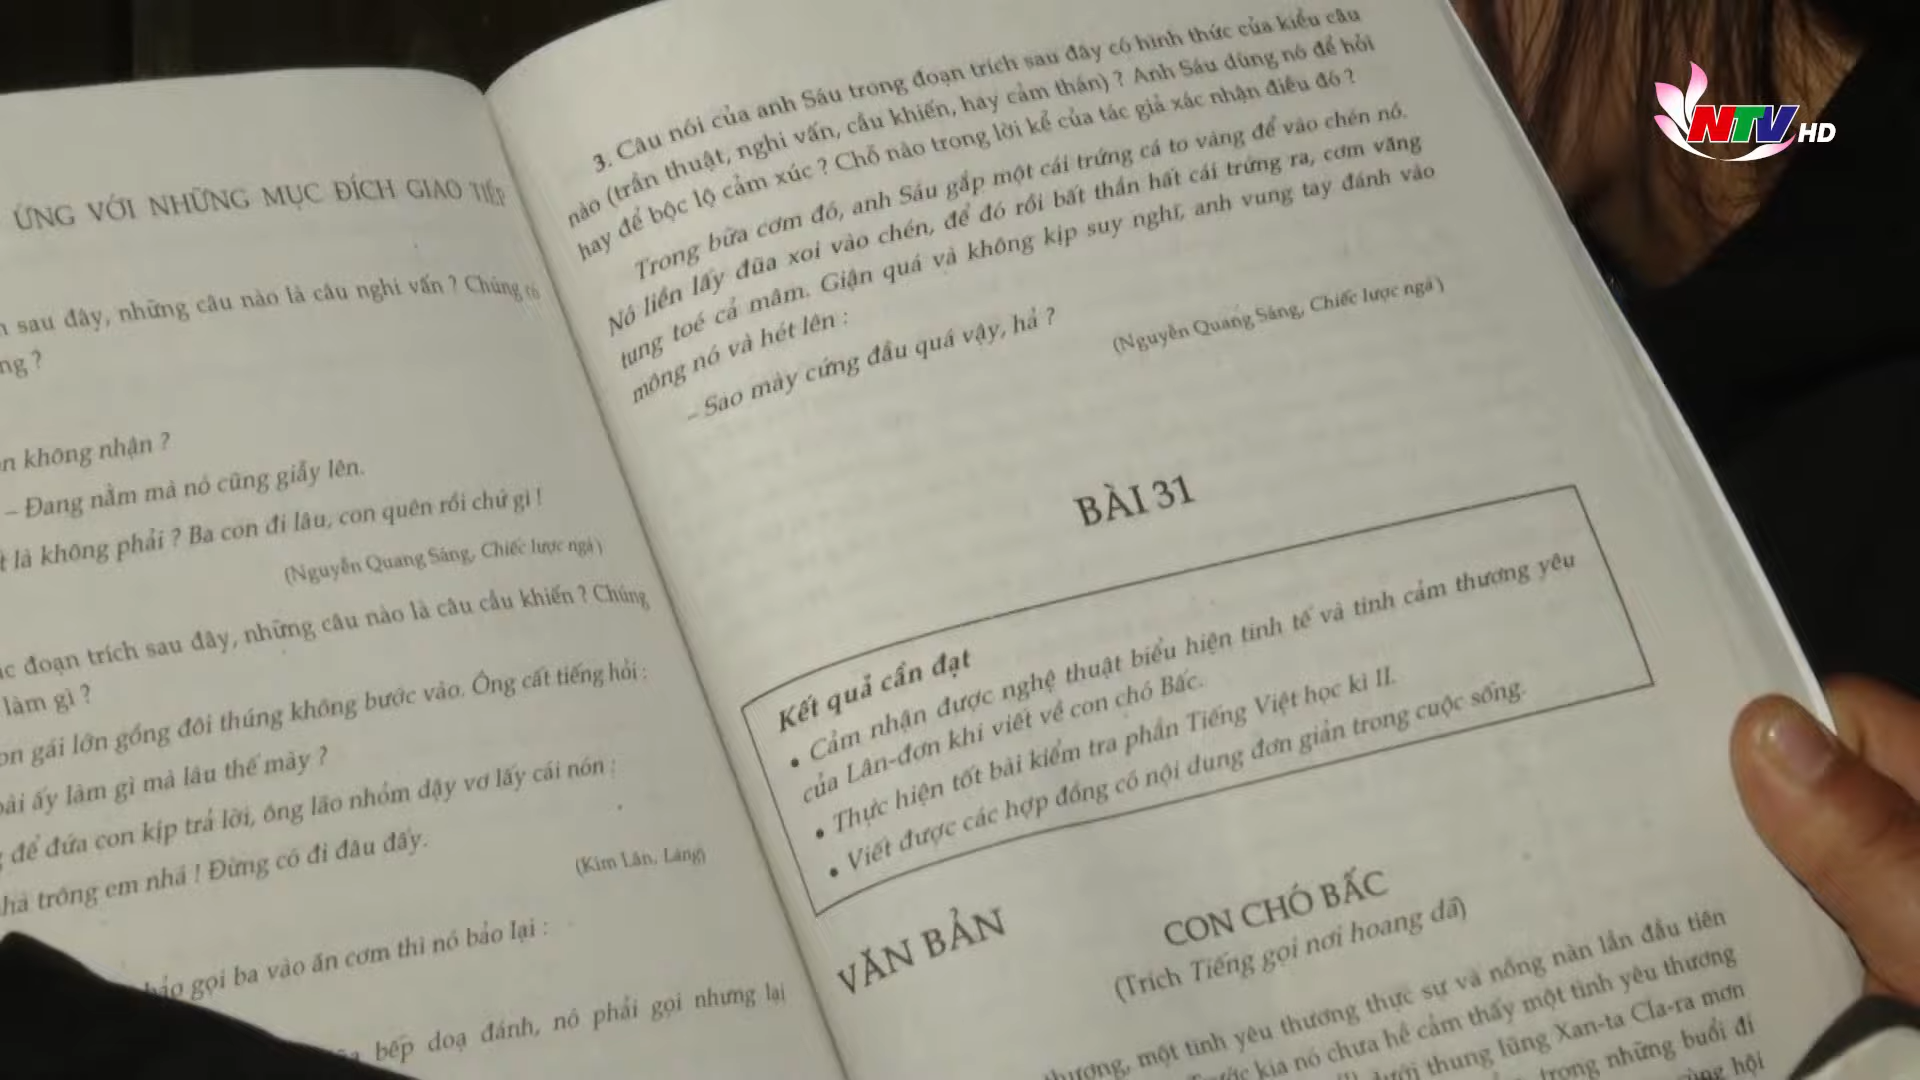 ỨNG VỚI NHỮNG MỤC ĐÍCH GIAO TIẾP
sau đây, những câu nào là câu nghi vấn ? Chúng có
không nhận ?
– Đang nằm mà nó cũng giẫy lên.
là không phải ? Ba con đi lâu, con quên rồi chứ gì !
(Nguyễn Quang Sáng, Chiếc lược ngà)
đoạn trích sau đây, những câu nào là câu cầu khiến ? Chúng
làm gì ?
gái lớn gồng đôi thúng không bước vào. Ông cất tiếng hỏi :
ấy làm gì mà lâu thế mày ?
để đứa con kịp trả lời, ông lão nhỏm dậy vơ lấy cái nón :
trông em nhá ! Đừng có đi đâu đấy.
(Kim Lân, Làng)
gọi ba vào ăn cơm thì nó bảo lại :
bếp doạ đánh, nó phải gọi nhưng lại
3. Câu nói của anh Sáu trong đoạn trích sau đây có hình thức của kiểu câu
nào (trần thuật, nghi vấn, cầu khiến, hay cảm thán) ? Anh Sáu dùng nó để hỏi
hay để bộc lộ cảm xúc ? Chỗ nào trong lời kể của tác giả xác nhận điều đó ?
Trong bữa cơm đó, anh Sáu gắp một cái trứng cá to vàng để vào chén nó.
Nó liền lấy đũa xoi vào chén, để đó rồi bất thần hất cái trứng ra, cơm văng
tung toé cả mâm. Giận quá và không kịp suy nghĩ, anh vung tay đánh vào
mông nó và hét lên :
– Sao mày cứng đầu quá vậy, hả ?
(Nguyễn Quang Sáng, Chiếc lược ngà)
BÀI 31
Kết quả cần đạt
• Cảm nhận được nghệ thuật biểu hiện tinh tế và tình cảm thương yêu
của Lân-đơn khi viết về con chó Bấc.
• Thực hiện tốt bài kiểm tra phần Tiếng Việt học kì II.
• Viết được các hợp đồng có nội dung đơn giản trong cuộc sống.
VĂN BẢN
CON CHÓ BẤC
(Trích Tiếng gọi nơi hoang dã)
thương, một tình yêu thương thực sự và nồng nàn lần đầu tiên
kia nó chưa hề cảm thấy một tình yêu thương
dưới thung lũng Xan-ta Cla-ra mơn
trong những buổi đi
hội
NTV HD